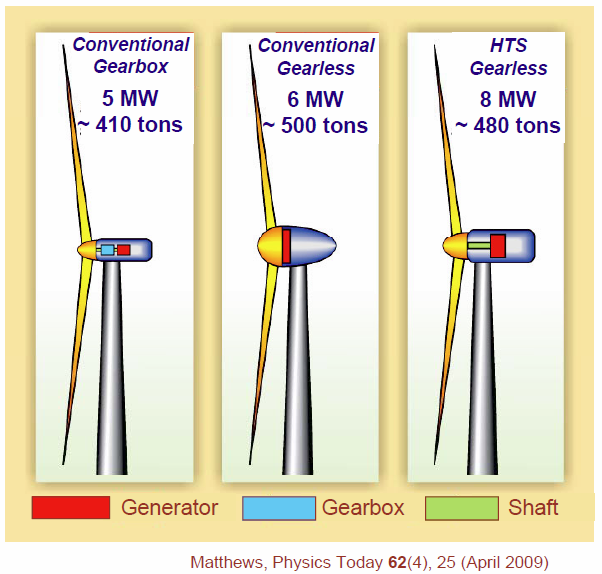 Conventional
Gearbox
5 MW
~ 410 tons
Conventional
Gearless
6 MW
~ 500 tons
HTS
Gearless
8 MW
~ 480 tons
Generator
Gearbox
Shaft
Matthews, Physics Today 62(4), 25 (April 2009)